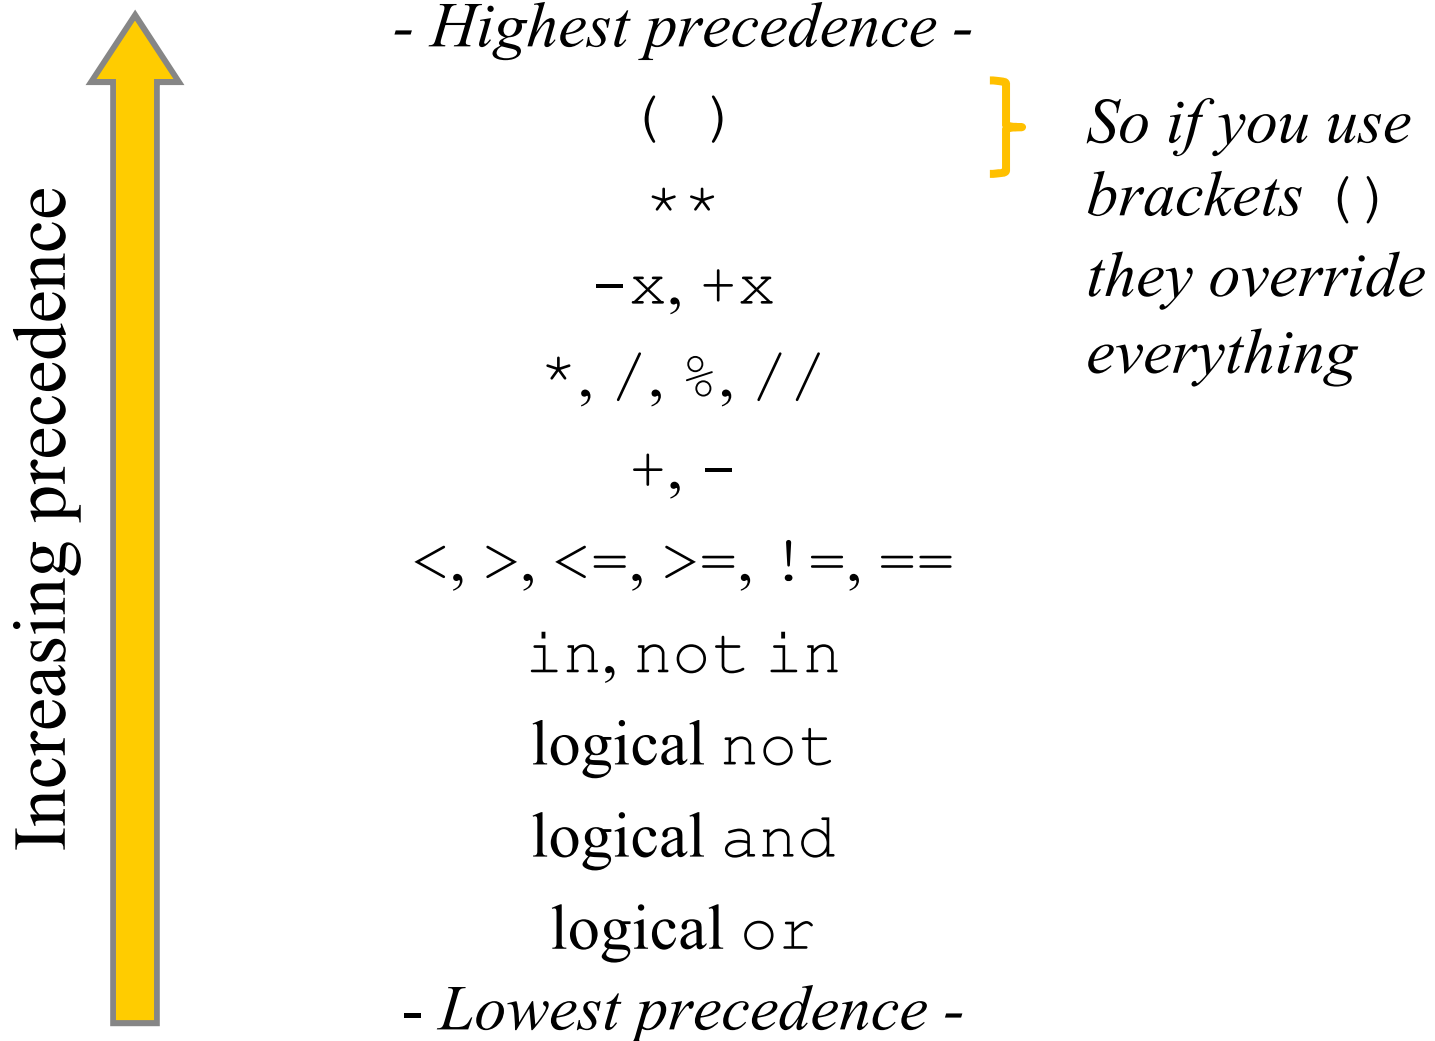 Increasing precedence
- Highest precedence -
( )
**
-x, +x
*, /, %, //
+, -
<, >, <=, >=, !=, ==
in, not in
logical not
logical and
logical or
- Lowest precedence -
So if you use
brackets ()
they override
everything